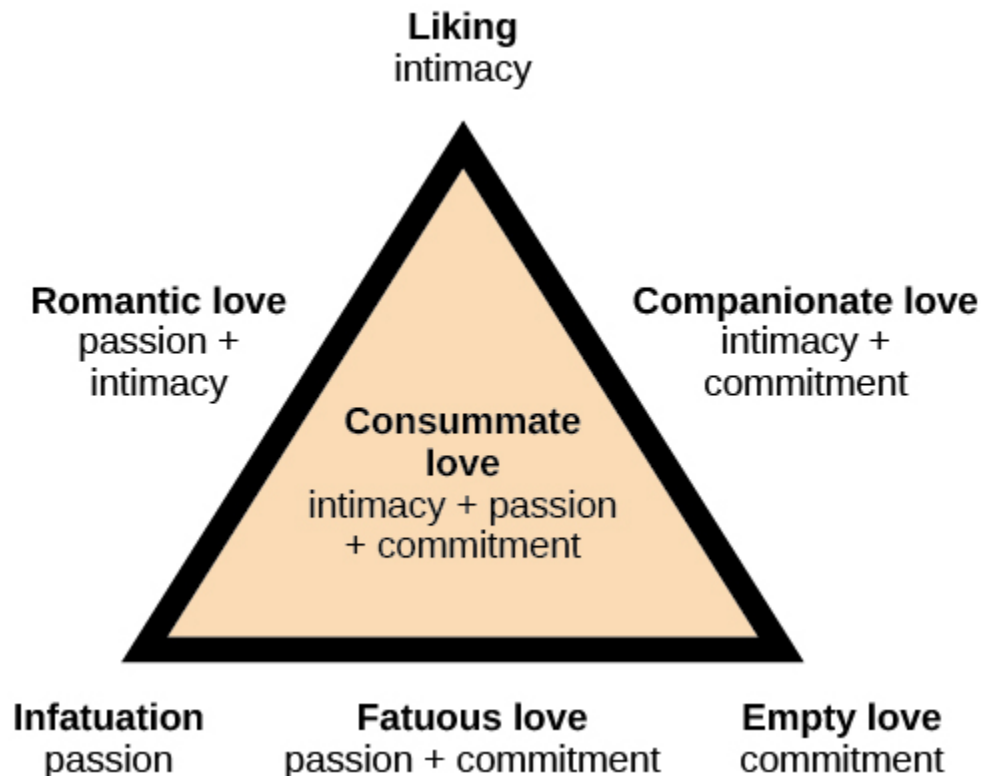 Liking
intimacy
Romantic love
passion +
intimacy
Companionate love
intimacy +
commitment
Consummate
love
intimacy + passion
+ commitment
Infatuation
passion
Fatuous love
passion + commitment
Empty love
commitment